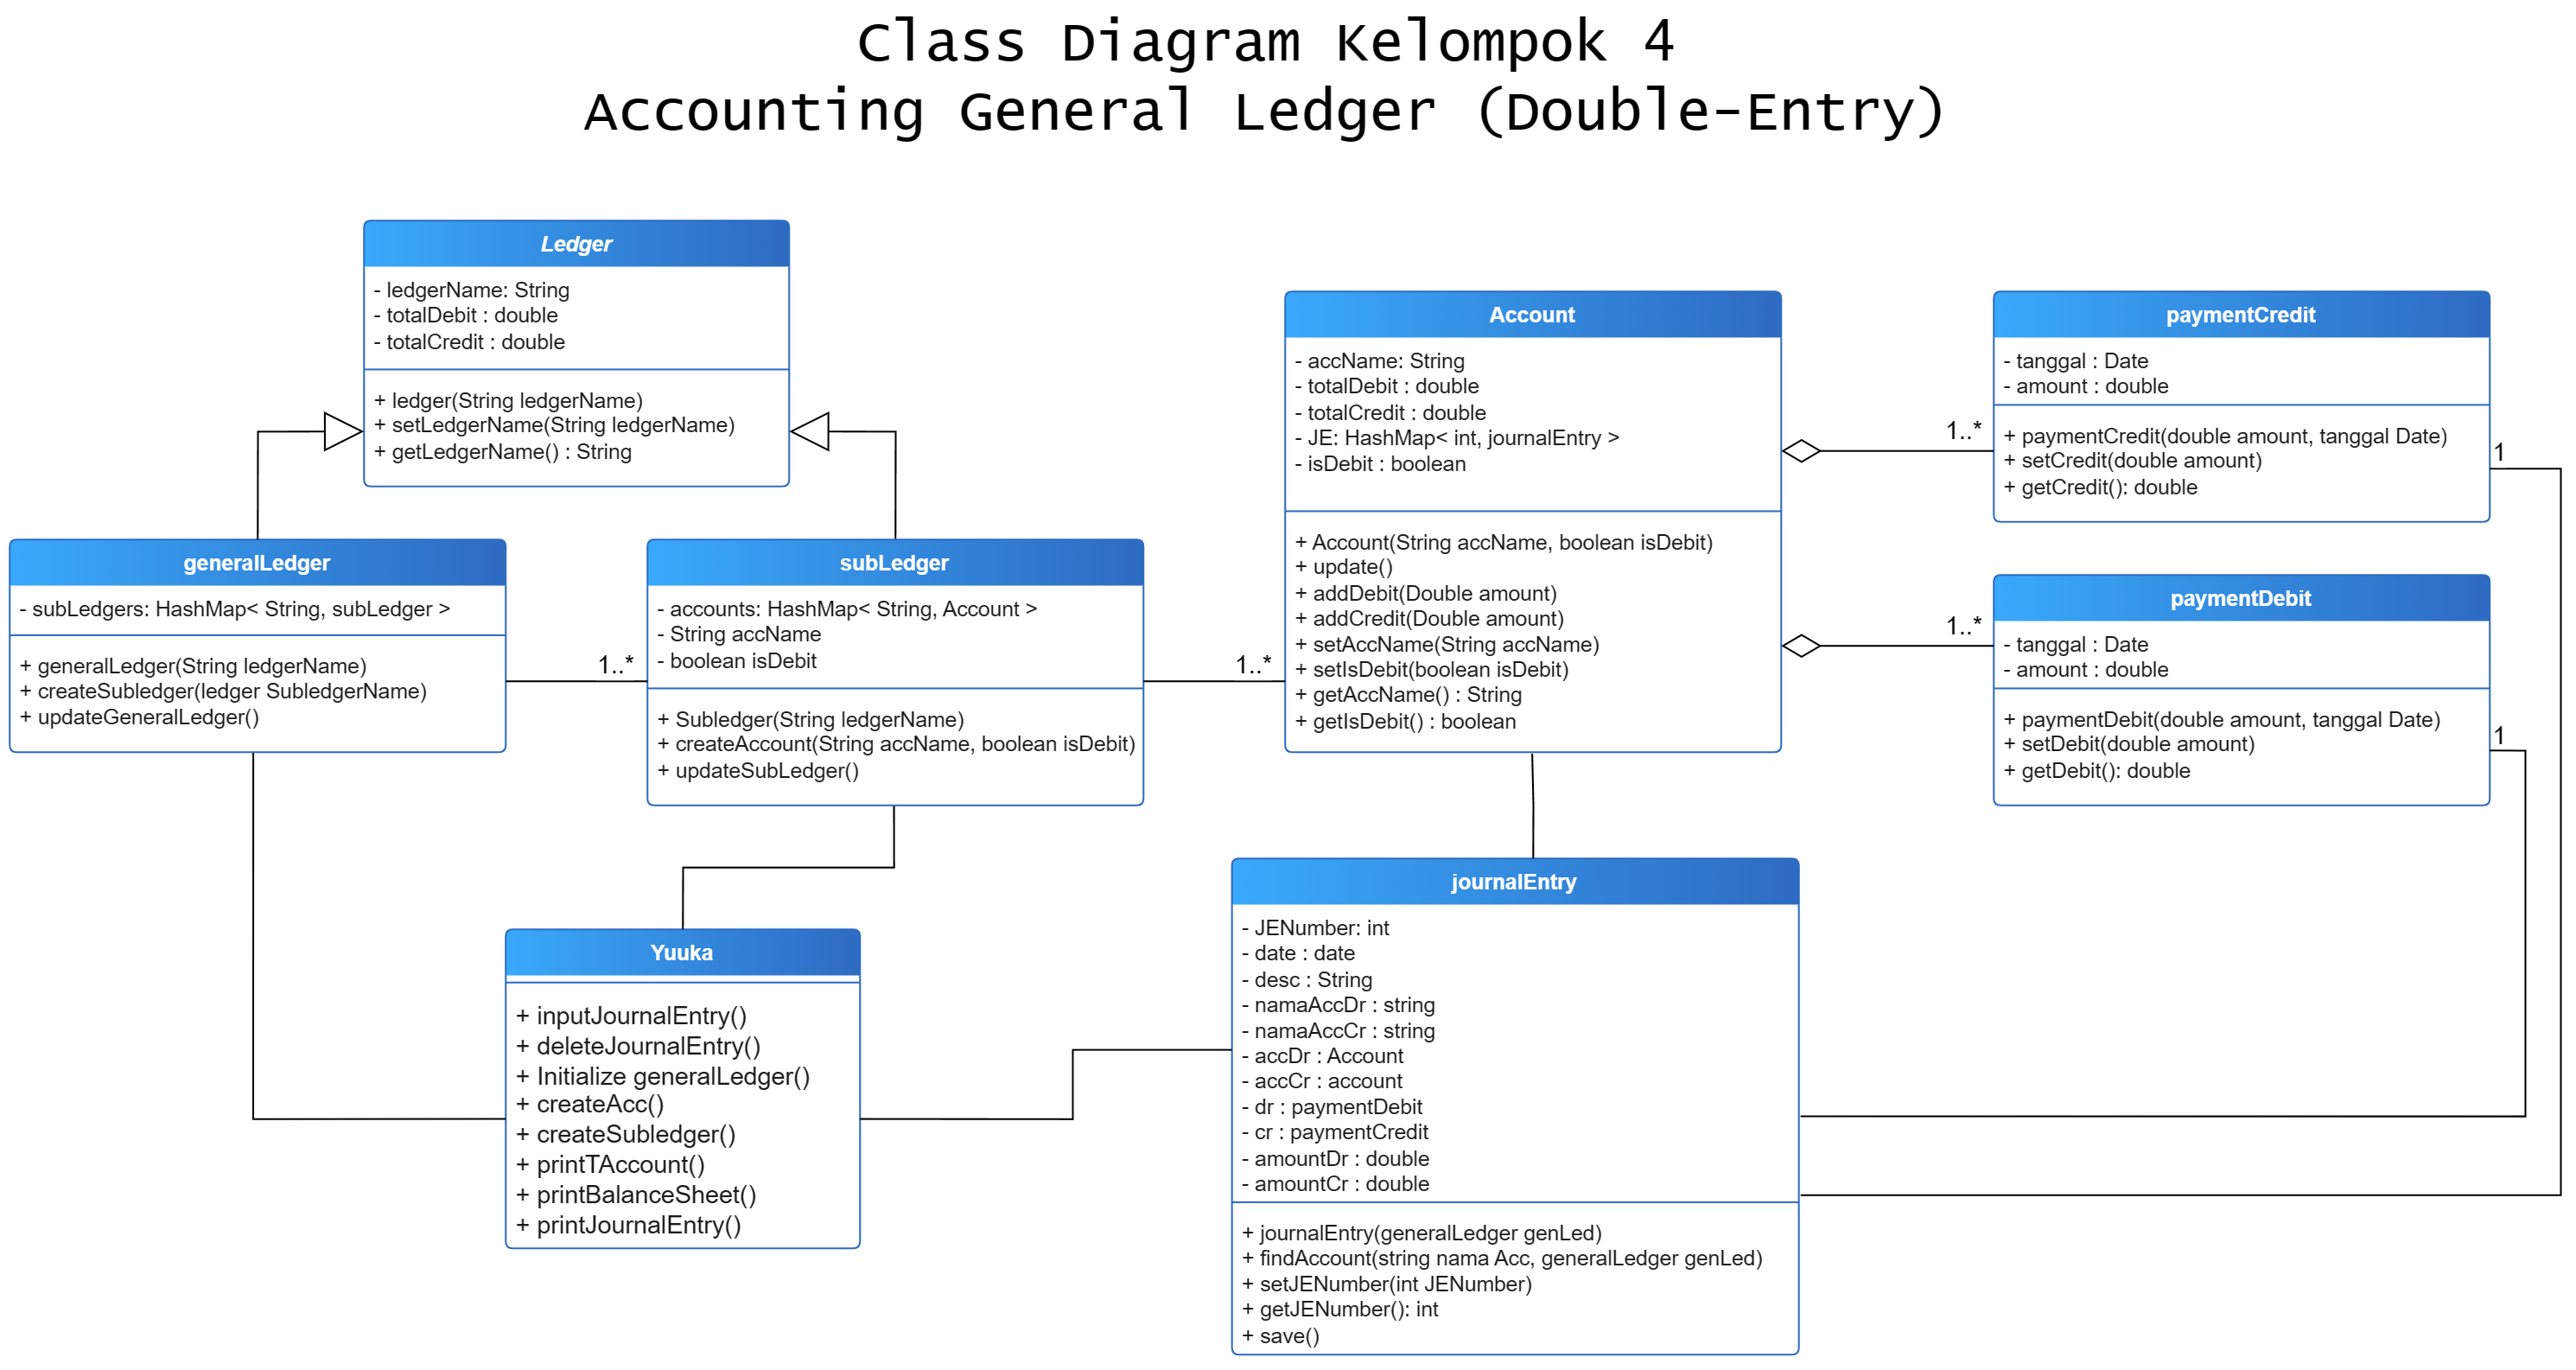 Class Diagram Kelompok 4
Accounting General Ledger (Double-Entry)
Ledger
- ledgerName: String
- totalDebit : double
- totalCredit : double
+ ledger(String ledgerName)
+ setLedgerName(String ledgerName)
+ getLedgerName() : String
generalLedger
- subLedgers: HashMap< String, subLedger >
+ generalLedger(String ledgerName)
+ createSubledger(ledger SubledgerName)
+ updateGeneralLedger()
1..*
subLedger
- accounts: HashMap< String, Account >
- String accName
- boolean isDebit
+ Subledger(String ledgerName)
+ createAccount(String accName, boolean isDebit)
+ updateSubLedger()
1..*
Account
- accName: String
- totalDebit : double
- totalCredit : double
- JE: HashMap< int, journalEntry >
- isDebit : boolean
+ Account(String accName, boolean isDebit)
+ update()
+ addDebit(Double amount)
+ addCredit(Double amount)
+ setAccName(String accName)
+ setIsDebit(boolean isDebit)
+ getAccName() : String
+ getIsDebit() : boolean
1..*
paymentCredit
- tanggal : Date
- amount : double
+ paymentCredit(double amount, tanggal Date)
+ setCredit(double amount)
+ getCredit(): double
1
1..*
paymentDebit
- tanggal : Date
- amount : double
+ paymentDebit(double amount, tanggal Date)
+ setDebit(double amount)
+ getDebit(): double
1
Yuuka
+ inputJournalEntry()
+ deleteJournalEntry()
+ Initialize generalLedger()
+ createAcc()
+ createSubledger()
+ printTAccount()
+ printBalanceSheet()
+ printJournalEntry()
journalEntry
- JENumber: int
- date : date
- desc : String
- namaAccDr : string
- namaAccCr : string
- accDr : Account
- accCr : account
- dr : paymentDebit
- cr : paymentCredit
- amountDr : double
- amountCr : double
+ journalEntry(generalLedger genLed)
+ findAccount(string nama Acc, generalLedger genLed)
+ setJENumber(int JENumber)
+ getJENumber(): int
+ save()